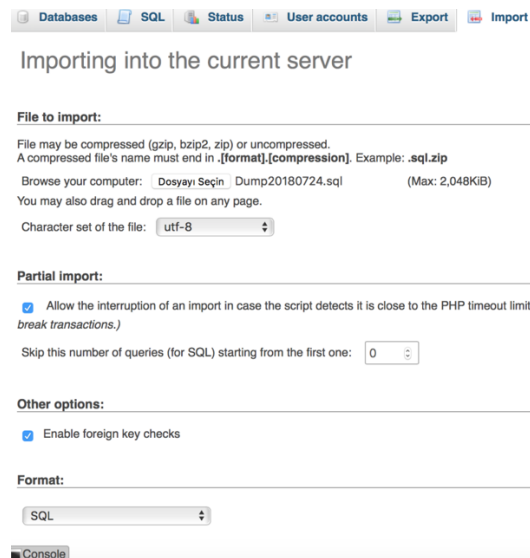 Databases SQL Status User accounts Export Import
Importing into the current server
File to import:
File may be compressed (gzip, bzip2, zip) or uncompressed.
A compressed file's name must end in .[format].[compression]. Example: .sql.zip
Browse your computer: Dosyayı Seçin Dump20180724.sql (Max: 2,048KiB)
You may also drag and drop a file on any page.
Character set of the file: utf-8
Partial import:
Allow the interruption of an import in case the script detects it is close to the PHP timeout limit
break transactions.)
Skip this number of queries (for SQL) starting from the first one: 0
Other options:
Enable foreign key checks
Format:
SQL
Console